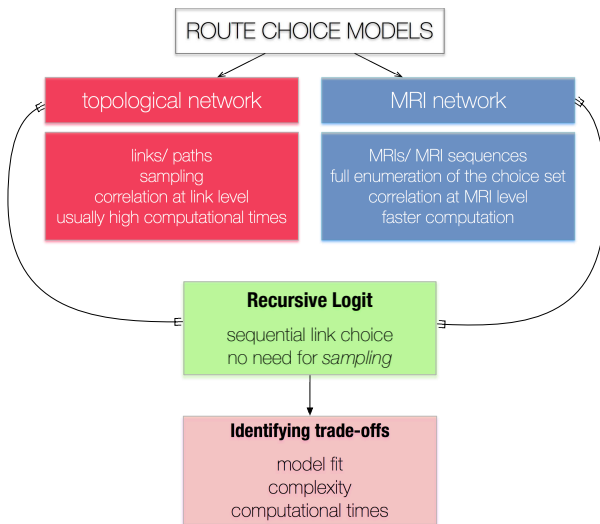 ROUTE CHOICE MODELS
topological network
links/ paths
sampling
correlation at link level
usually high computational times
MRI network
MRIs/ MRI sequences
full enumeration of the choice set
correlation at MRI level
faster computation
Recursive Logit
sequential link choice
no need for sampling
Identifying trade-offs
model fit
complexity
computational times